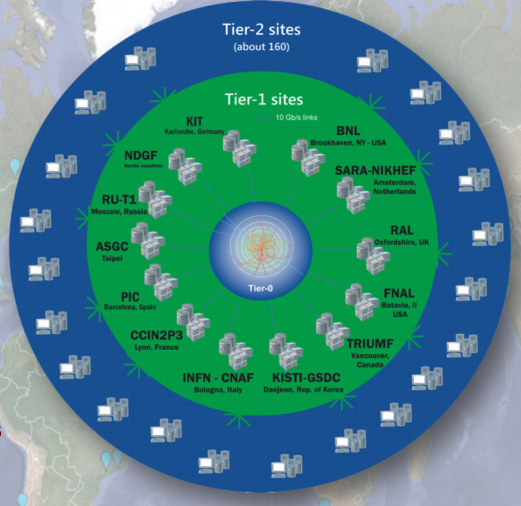 Tier-2 sites
(about 160)
Tier-1 sites
10 Gb/s links
KIT
Karlsruhe, Germany
BNL
Brookhaven, NY - USA
NDGF
Nordic countries
SARA-NIKHEF
Amsterdam,
Netherlands
RU-T1
Moscow, Russia
RAL
Oxfordshire, UK
ASGC
Taipei
Tier-0
PIC
Barcelona, Spain
FNAL
Batavia, Il
USA
CCIN2P3
Lyon, France
TRIUMF
Vancouver,
Canada
INFN - CNAF
Bologna, Italy
KISTI-GSDC
Daejeon, Rep. of Korea